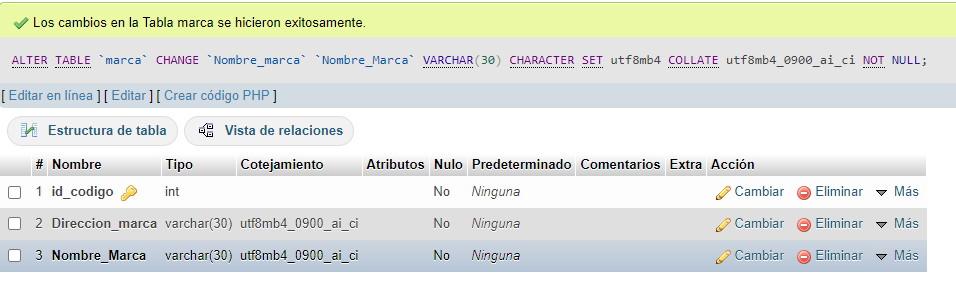 Los cambios en la Tabla marca se hicieron exitosamente.
ALTER TABLE `marca` CHANGE `Nombre_marca` `Nombre_Marca` VARCHAR(30) CHARACTER SET utf8mb4 COLLATE utf8mb4_0900_ai_ci NOT NULL;
[ Editar en línea ] [ Editar ] [ Crear código PHP ]
Estructura de tabla Vista de relaciones
# Nombre Tipo Cotejamiento Atributos Nulo Predeterminado Comentarios Extra Acción
1 id_codigo int No Ninguna Cambiar Eliminar Más
2 Direccion_marca varchar(30) utf8mb4_0900_ai_ci No Ninguna Cambiar Eliminar Más
3 Nombre_Marca varchar(30) utf8mb4_0900_ai_ci No Ninguna Cambiar Eliminar Más